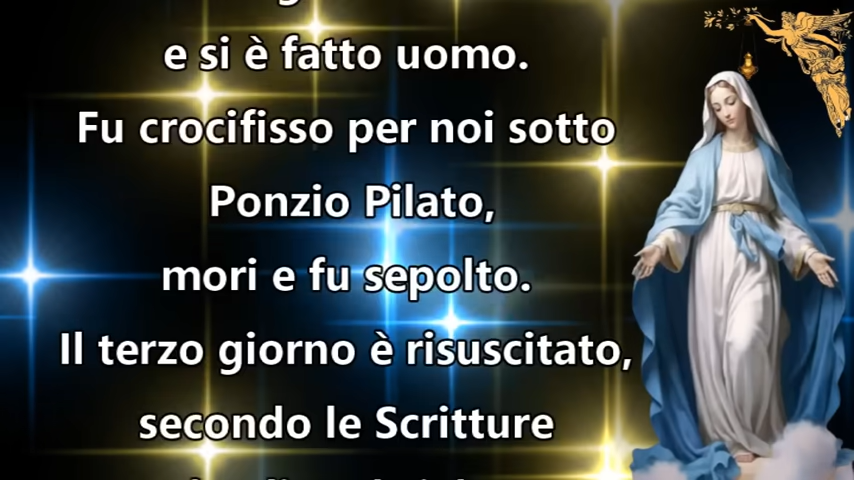 e si è fatto uomo.
Fu crocifisso per noi sotto
Ponzio Pilato,
mori e fu sepolto.
Il terzo giorno è risuscitato,
secondo le Scritture